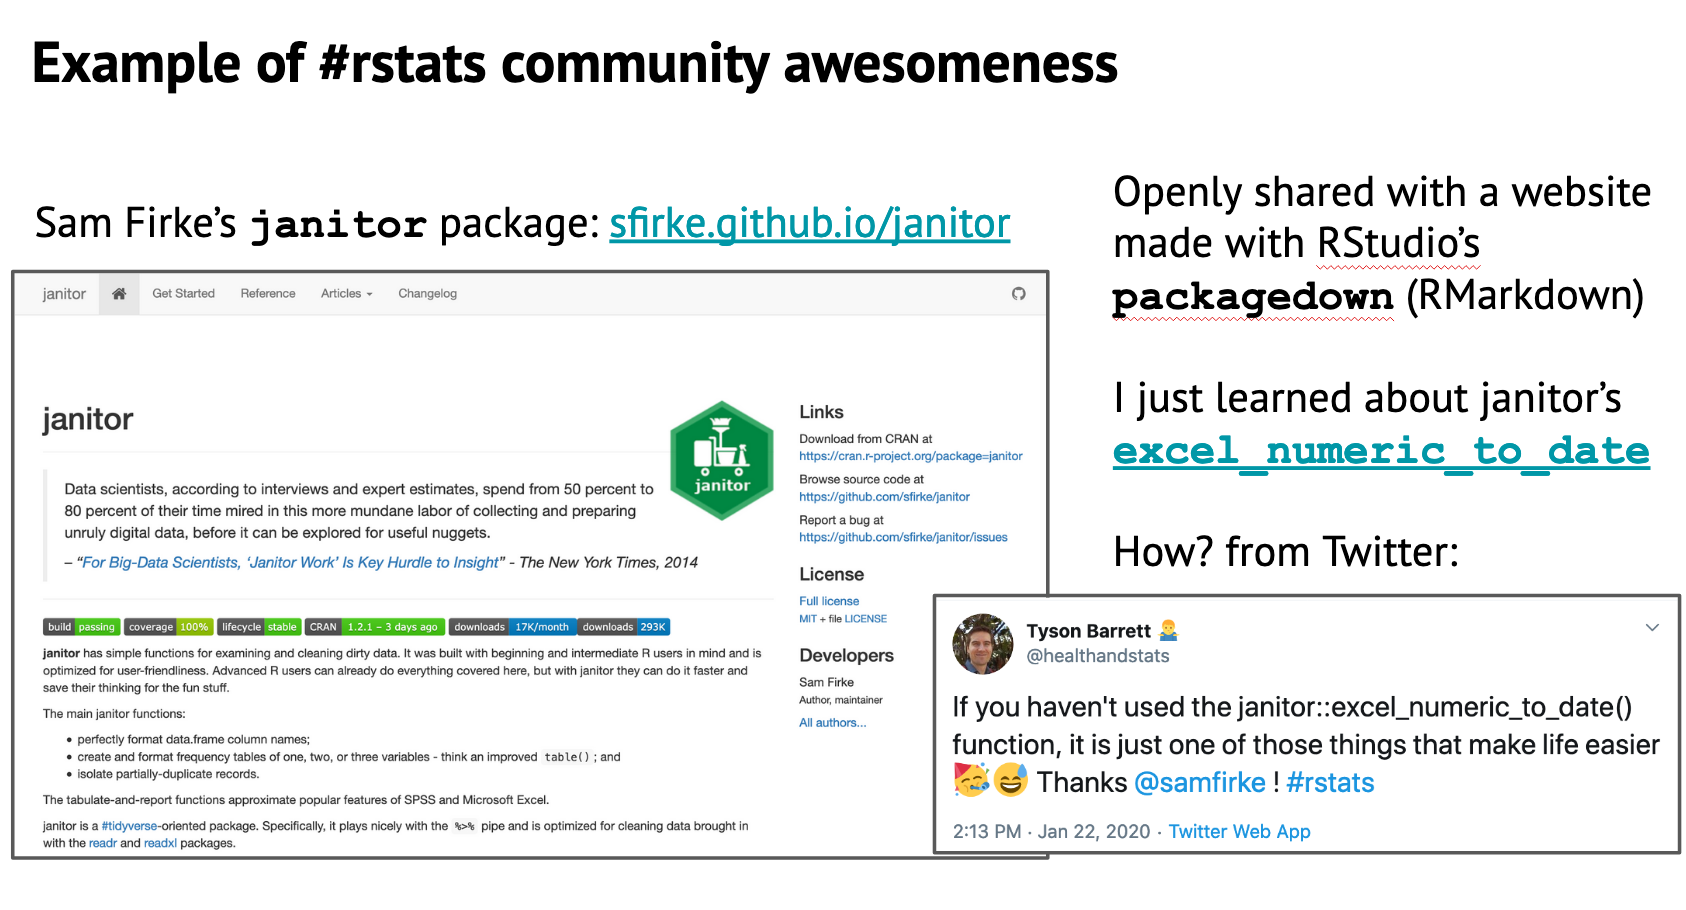 Example of #rstats community awesomeness
Sam Firke’s janitor package: sfirke.github.io/janitor
janitor
Get Started
Reference
Articles
Changelog
janitor
Data scientists, according to interviews and expert estimates, spend from 50 percent to
80 percent of their time mired in this more mundane labor of collecting and preparing
unruly digital data, before it can be explored for useful nuggets.
– “For Big-Data Scientists, ‘Janitor Work’ Is Key Hurdle to Insight” - The New York Times, 2014
janitor
build passing coverage 100% lifecycle stable CRAN 1.2.1 – 3 days ago downloads 17K/month downloads 293K
janitor has simple functions for examining and cleaning dirty data. It was built with beginning and intermediate R users in mind and is
optimized for user-friendliness. Advanced R users can already do everything covered here, but with janitor they can do it faster and
save their thinking for the fun stuff.
The main janitor functions:
• perfectly format data.frame column names;
• create and format frequency tables of one, two, or three variables - think an improved table() ; and
• isolate partially-duplicate records.
The tabulate-and-report functions approximate popular features of SPSS and Microsoft Excel.
janitor is a #tidyverse-oriented package. Specifically, it plays nicely with the %>% pipe and is optimized for cleaning data brought in
with the readr and readxl packages.
Links
Download from CRAN at
https://cran.r-project.org/package=janitor
Browse source code at
https://github.com/sfirke/janitor
Report a bug at
https://github.com/sfirke/janitor/issues
License
Full license
MIT + file LICENSE
Developers
Sam Firke
Author, maintainer
All authors...
Openly shared with a website
made with RStudio’s
packagedown (RMarkdown)
I just learned about janitor’s
excel_numeric_to_date
How? from Twitter:
Tyson Barrett 🤷‍♂️
@healthandstats
If you haven't used the janitor::excel_numeric_to_date()
function, it is just one of those things that make life easier
🥳😅 Thanks @samfirke ! #rstats
2:13 PM · Jan 22, 2020 · Twitter Web App